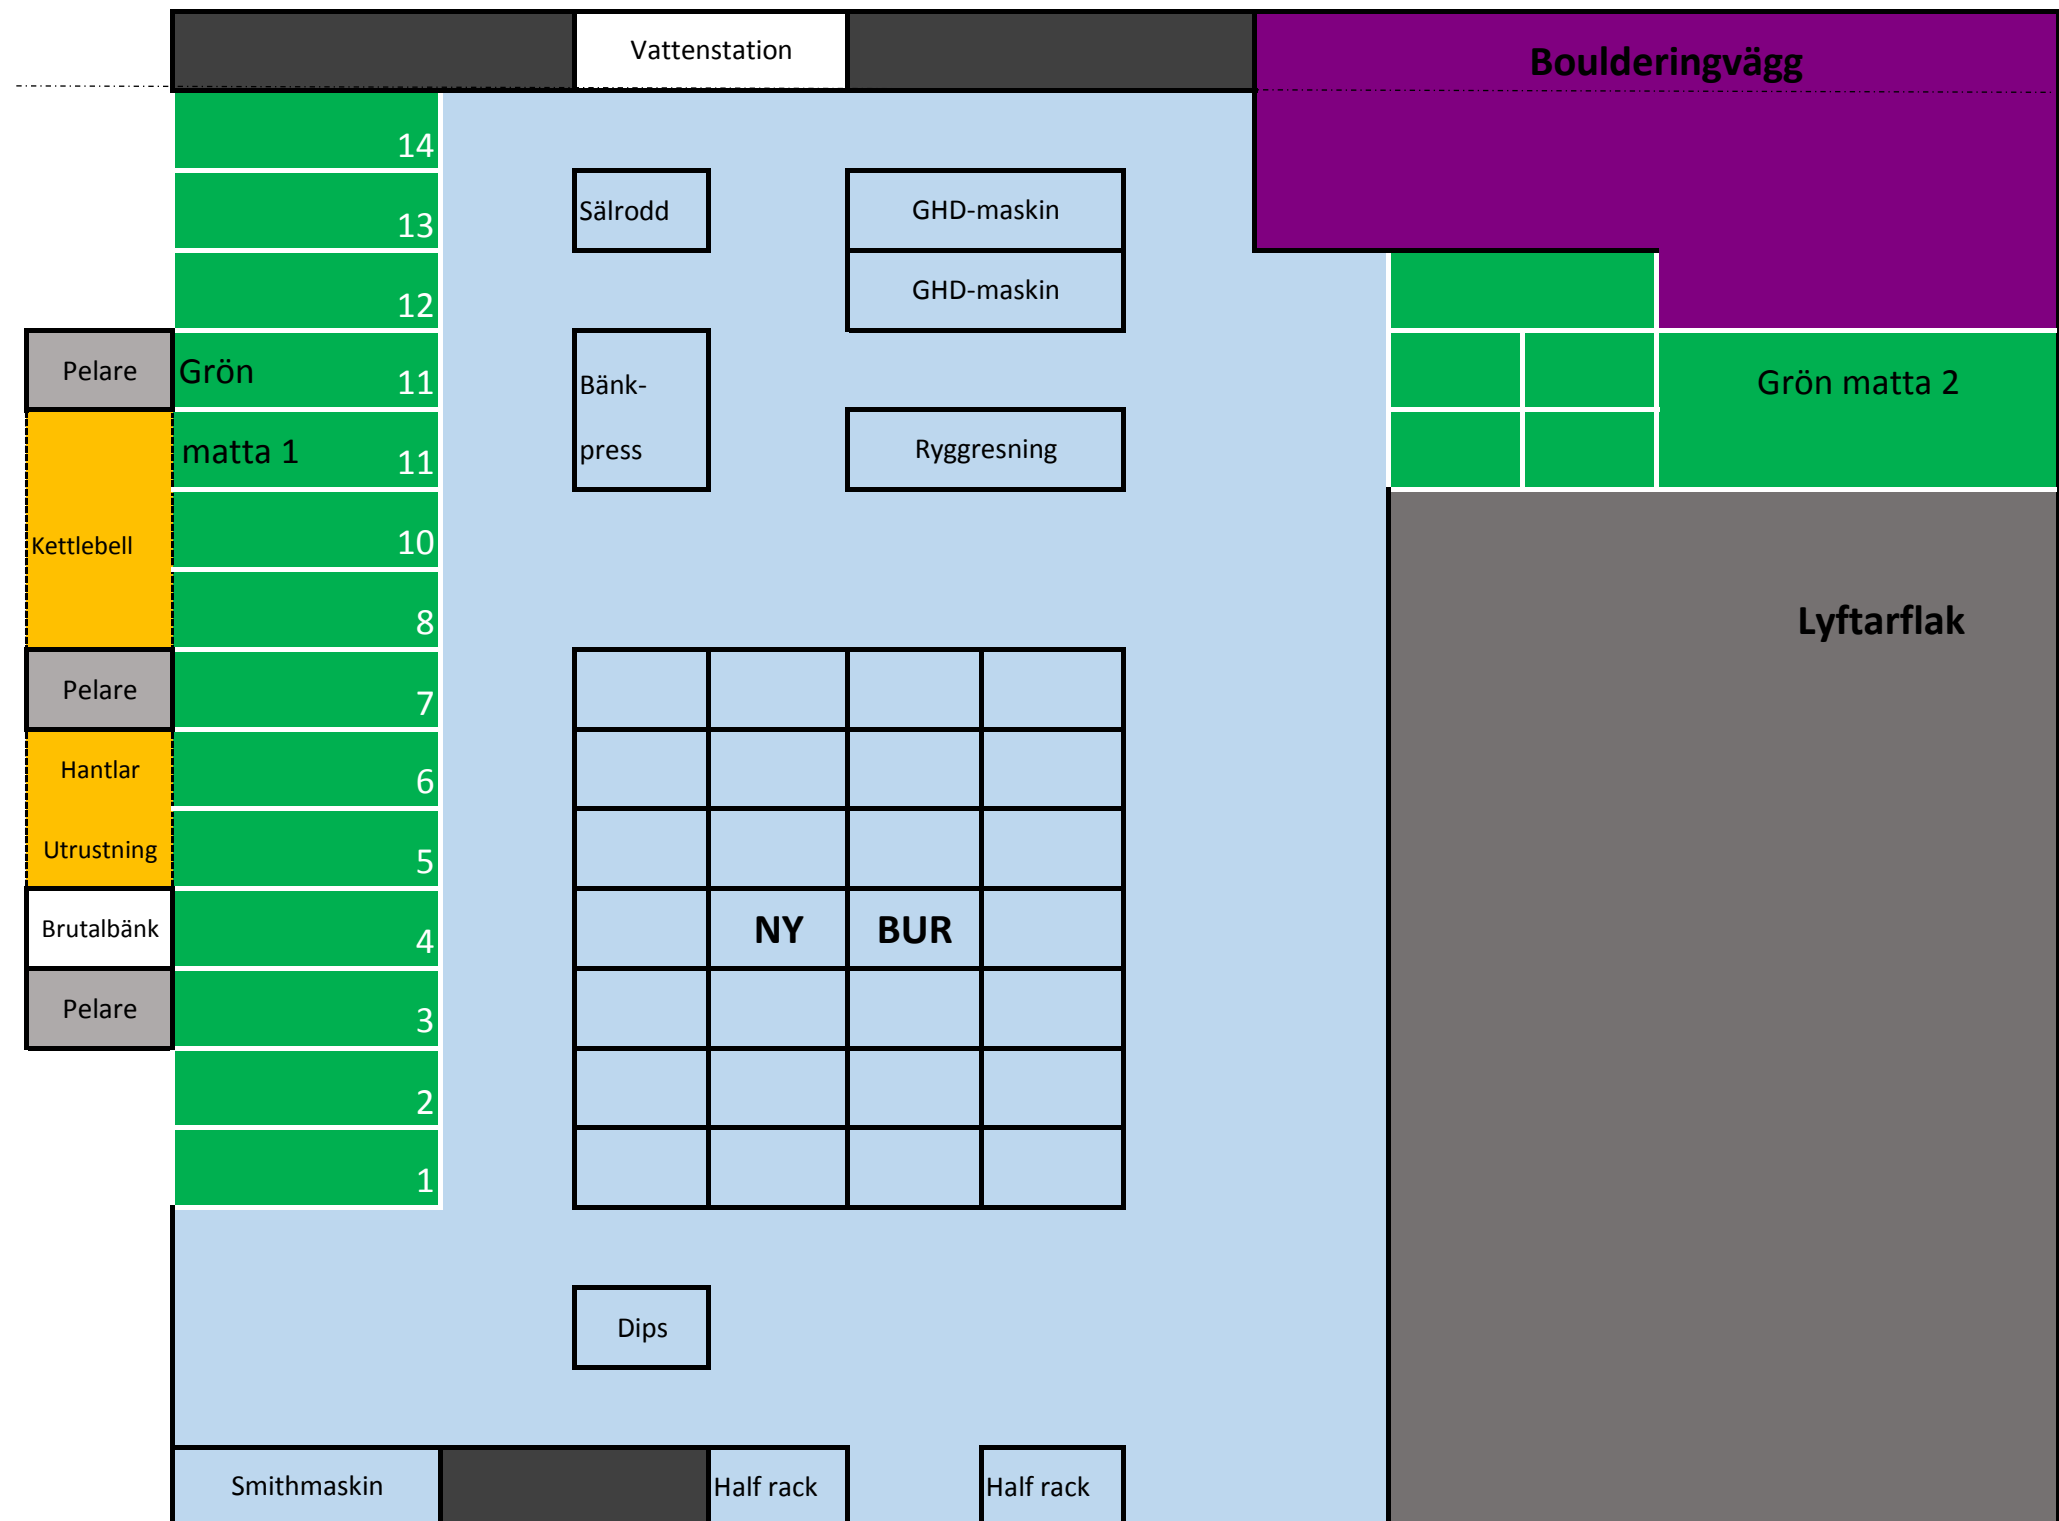 Vattenstation
Boulderingvägg
14
Sälrodd
GHD-maskin
13
GHD-maskin
12
Pelare
Grön
11
Bänk-
Grön matta 2
matta 1
11
press
Ryggresning
Kettlebell
10
8
Lyftarflak
Pelare
7
Hantlar
6
Utrustning
5
Brutalbänk
4
NY
BUR
Pelare
3
2
1
Dips
Smithmaskin
Half rack
Half rack